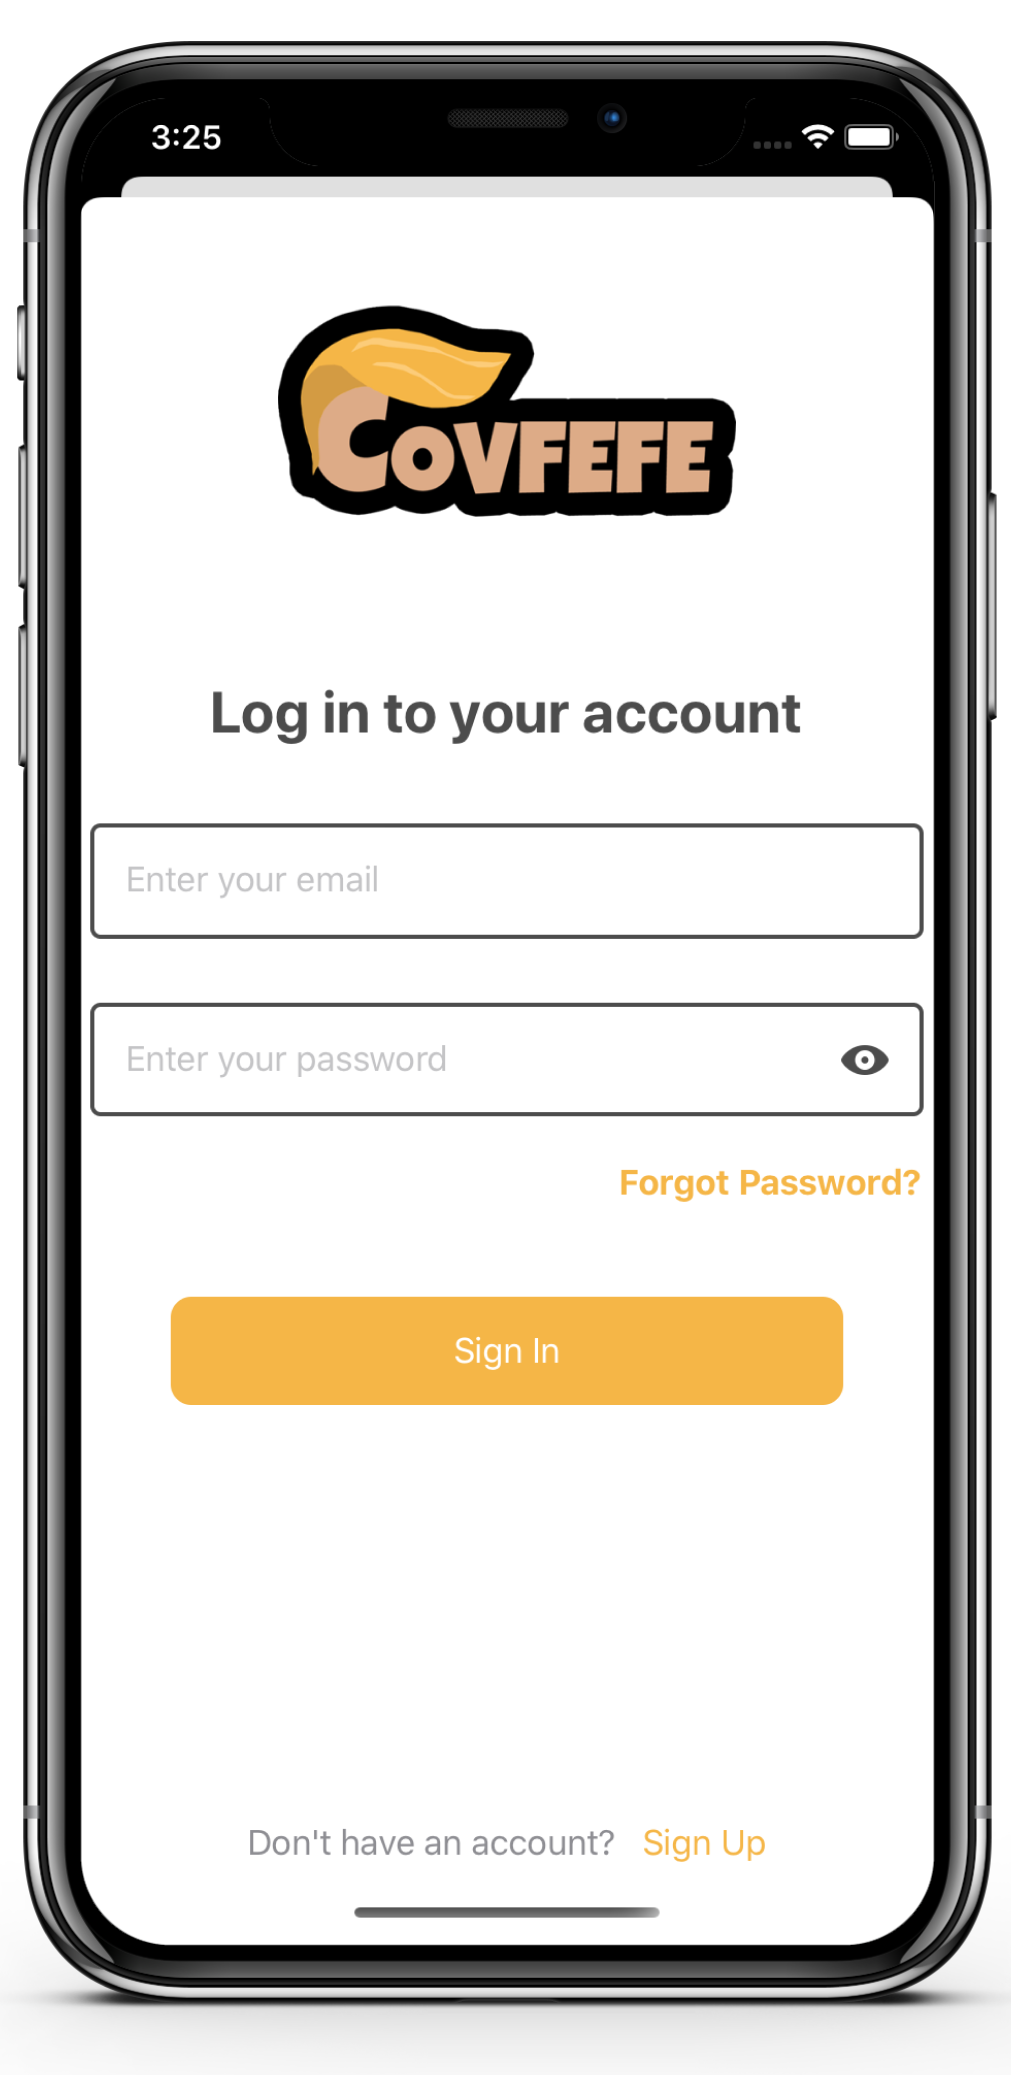 3:25
COVFEFE
Log in to your account
Enter your email
Enter your password
Forgot Password?
Sign In
Don't have an account? Sign Up